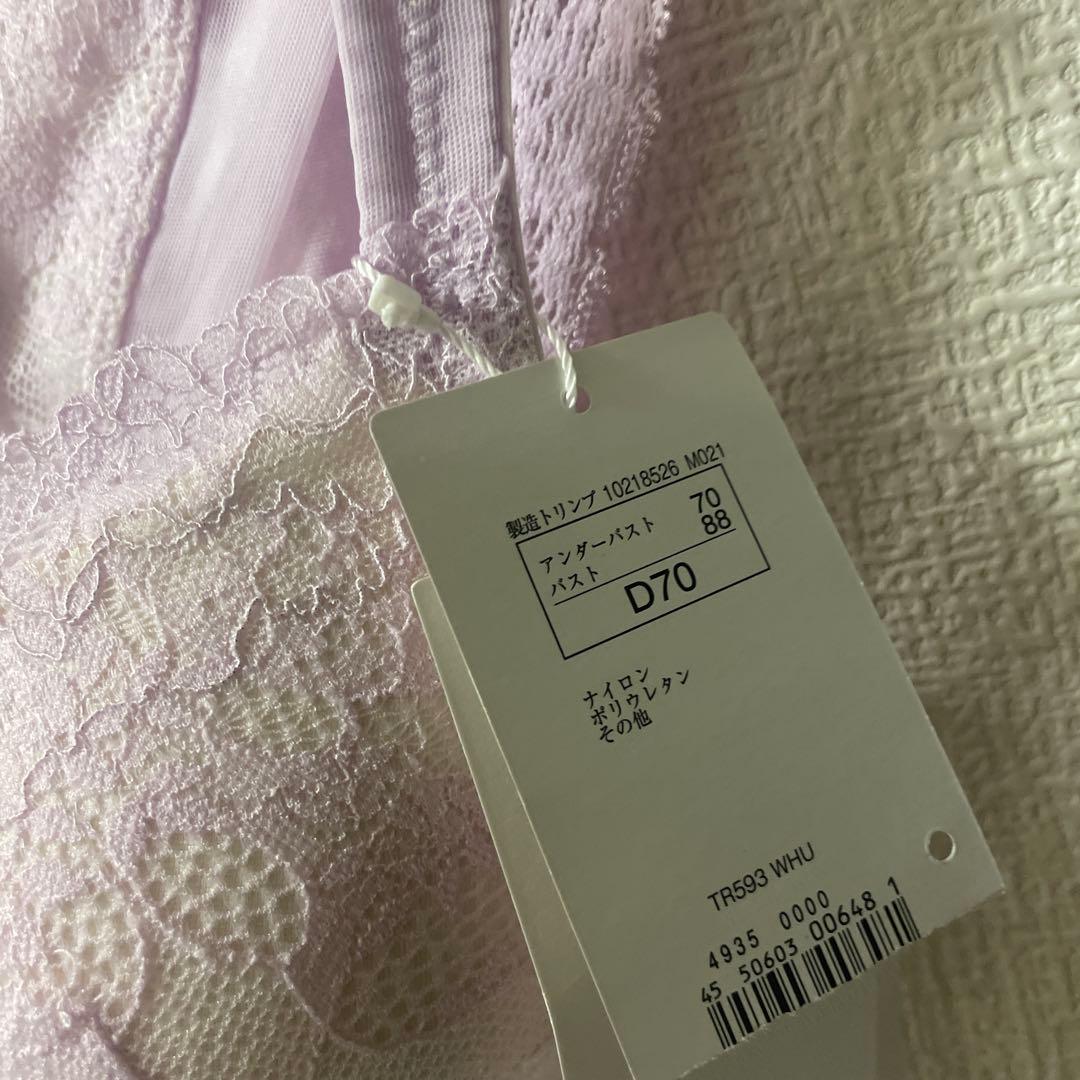 製造トリンプ 10218526 M021
アンダーバスト 70
バスト 88
D70
ナイロン
ポリウレタン
その他
TR593 WHU
4935 0000
45 50603 00648 1